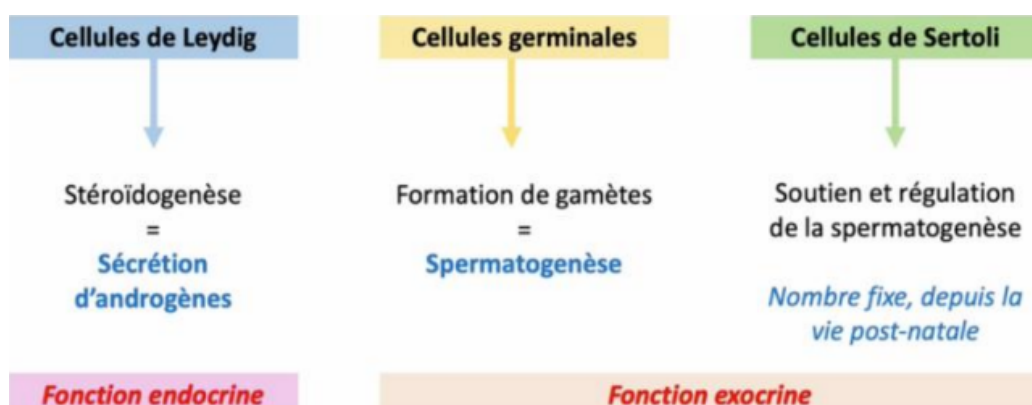 Cellules de Leydig
Cellules germinales
Cellules de Sertoli
Stéroïdogenèse
=
Sécrétion
d'androgènes
Formation de gamètes
=
Spermatogenèse
Soutien et régulation
de la spermatogenèse
Nombre fixe, depuis la
vie post-natale
Fonction endocrine
Fonction exocrine